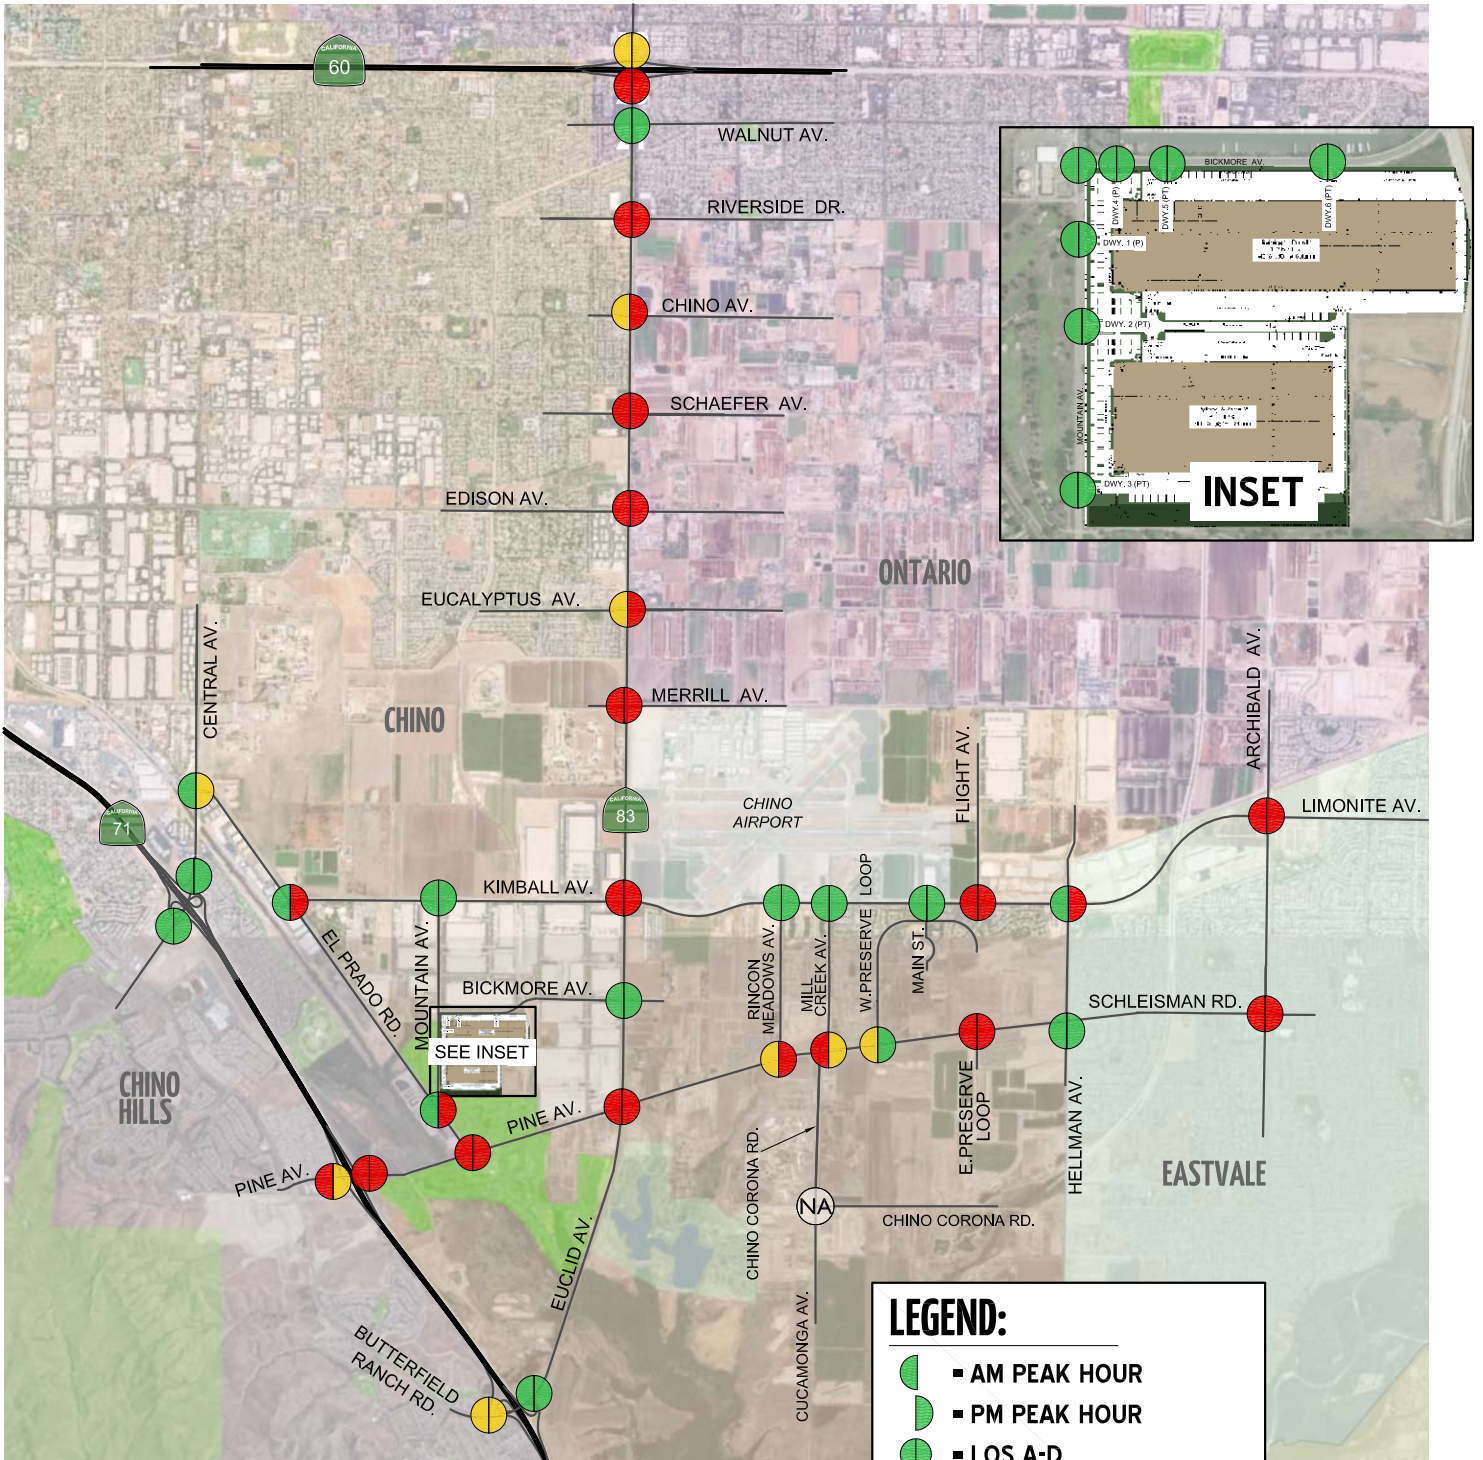 CALIFORNIA
60
WALNUT AV.
RIVERSIDE DR.
CHINO AV.
SCHAEFER AV.
EDISON AV.
ONTARIO
EUCALYPTUS AV.
CENTRAL AV.
MERRILL AV.
CHINO
ARCHIBALD AV.
FLIGHT AV.
CALIFORNIA
71
CALIFORNIA
83
CHINO
AIRPORT
LIMONITE AV.
KIMBALL AV.
EL PRADO RD.
MOUNTAIN AV.
BICKMORE AV.
RINCON
MEADOWS AV.
MILL
CREEK AV.
W.PRESERVE LOOP
MAIN ST.
SCHLEISMAN RD.
SEE INSET
CHINO
HILLS
PINE AV.
PINE AV.
E.PRESERVE
LOOP
HELLMAN AV.
EASTVALE
CHINO CORONA RD.
NA
CHINO CORONA RD.
EUCLID AV.
CUCAMONGA AV.
BUTTERFIELD
RANCH RD.
BICKMORE AV.
DWY.4 (P)
DWY.5 (PT)
DWY.6 (PT)
DWY. 1 (P)
DWY. 2 (PT)
MOUNTAIN AV.
DWY. 3 (PT)
INSET
LEGEND:
= AM PEAK HOUR
= PM PEAK HOUR
= LOS A-D